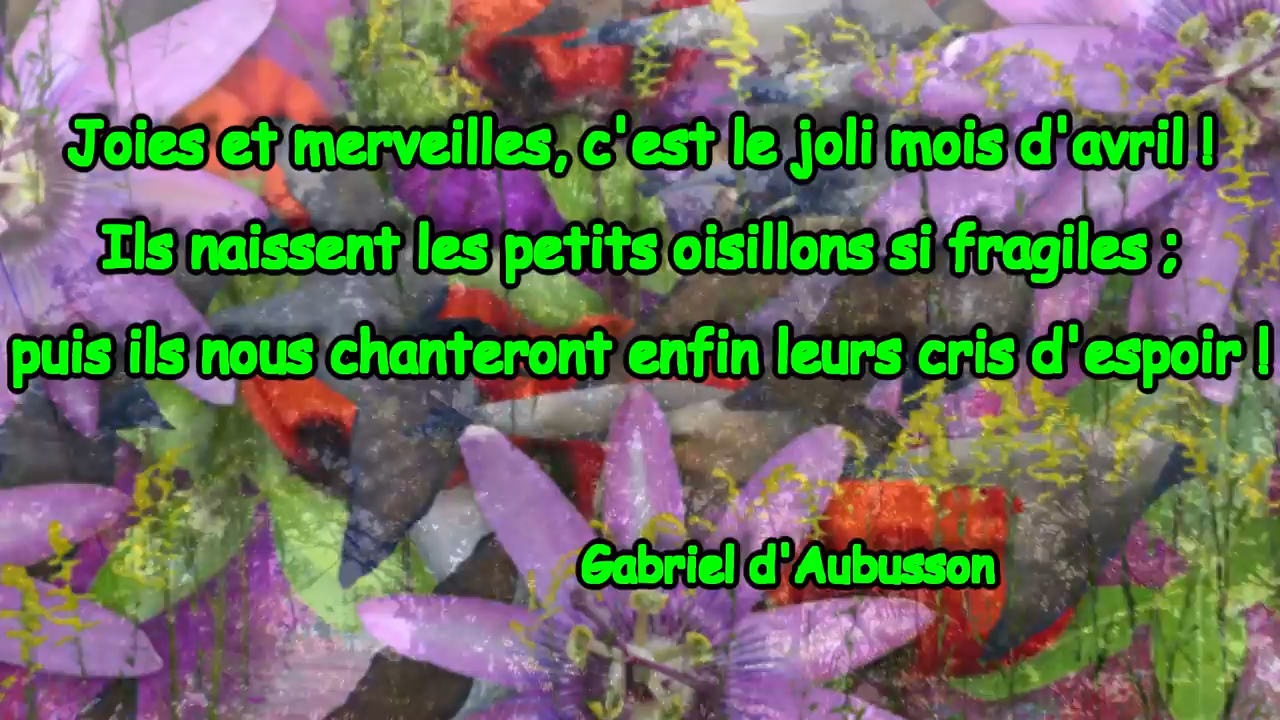 Joies et merveilles, c'est le joli mois d'avril !
Ils naissent les petits oisillons si fragiles ;
puis ils nous chanteront enfin leurs cris d'espoir !
Gabriel d'Aubusson